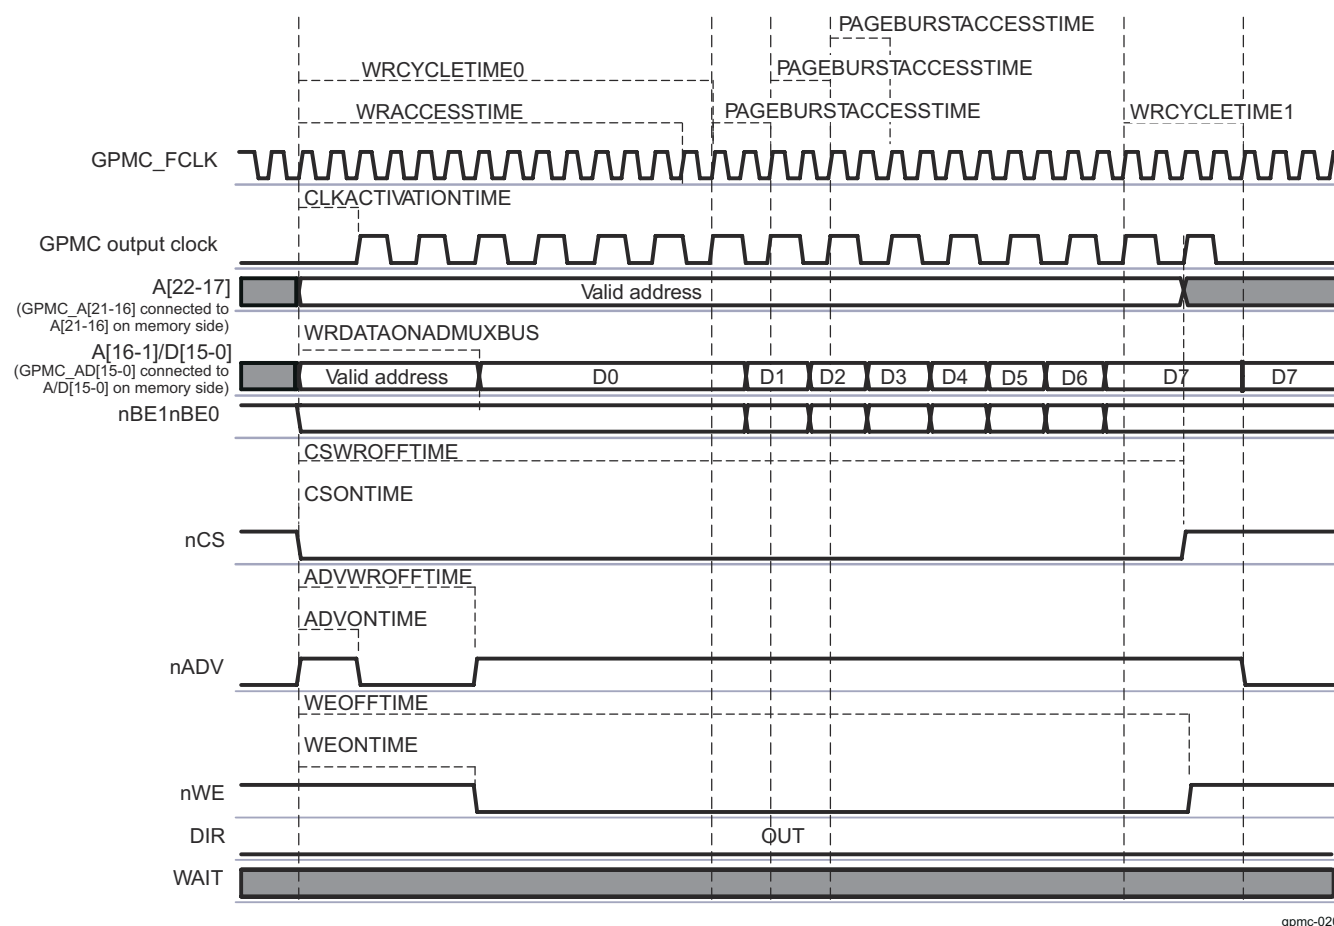 PAGEBURSTACCESSTIME
WRCYCLETIME0
PAGEBURSTACCESSTIME
WRACCESSTIME
PAGEBURSTACCESSTIME
WRCYCLETIME1
GPMC_FCLK
CLKACTIVATIONTIME
GPMC output clock
A[22-17]
Valid address
(GPMC_A[21-16] connected to
A[21-16] on memory side)
WRDATAONADMUXBUS
A[16-1]/D[15-0]
(GPMC_AD[15-0] connected to
A/D[15-0] on memory side)
Valid address D0 D1 D2 D3 D4 D5 D6 D7 D7
nBE1nBE0
CSWROFFTIME
CSONTIME
nCS
ADVWROFFTIME
ADVONTIME
nADV
WEOFFTIME
WEONTIME
nWE
DIR OUT
WAIT